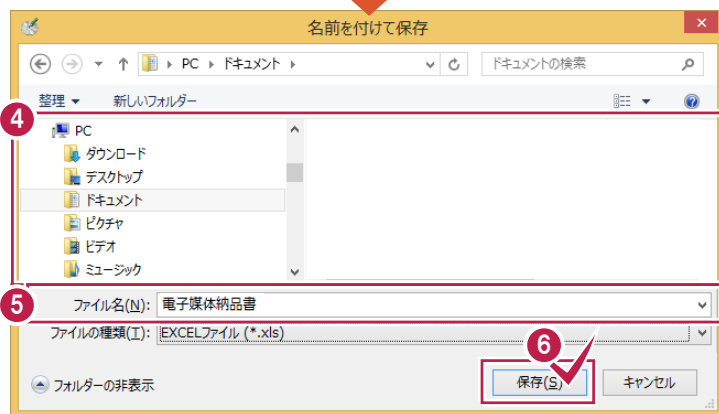 名前を付けて保存
PC ドキュメント
ドキュメントの検索
整理 新しいフォルダー
4
PC
ダウンロード
デスクトップ
ドキュメント
ピクチャ
ビデオ
ミュージック
5
ファイル名(N): 電子媒体納品書
ファイルの種類(T): EXCELファイル (*.xls)
6
フォルダーの非表示
保存(S)
キャンセル